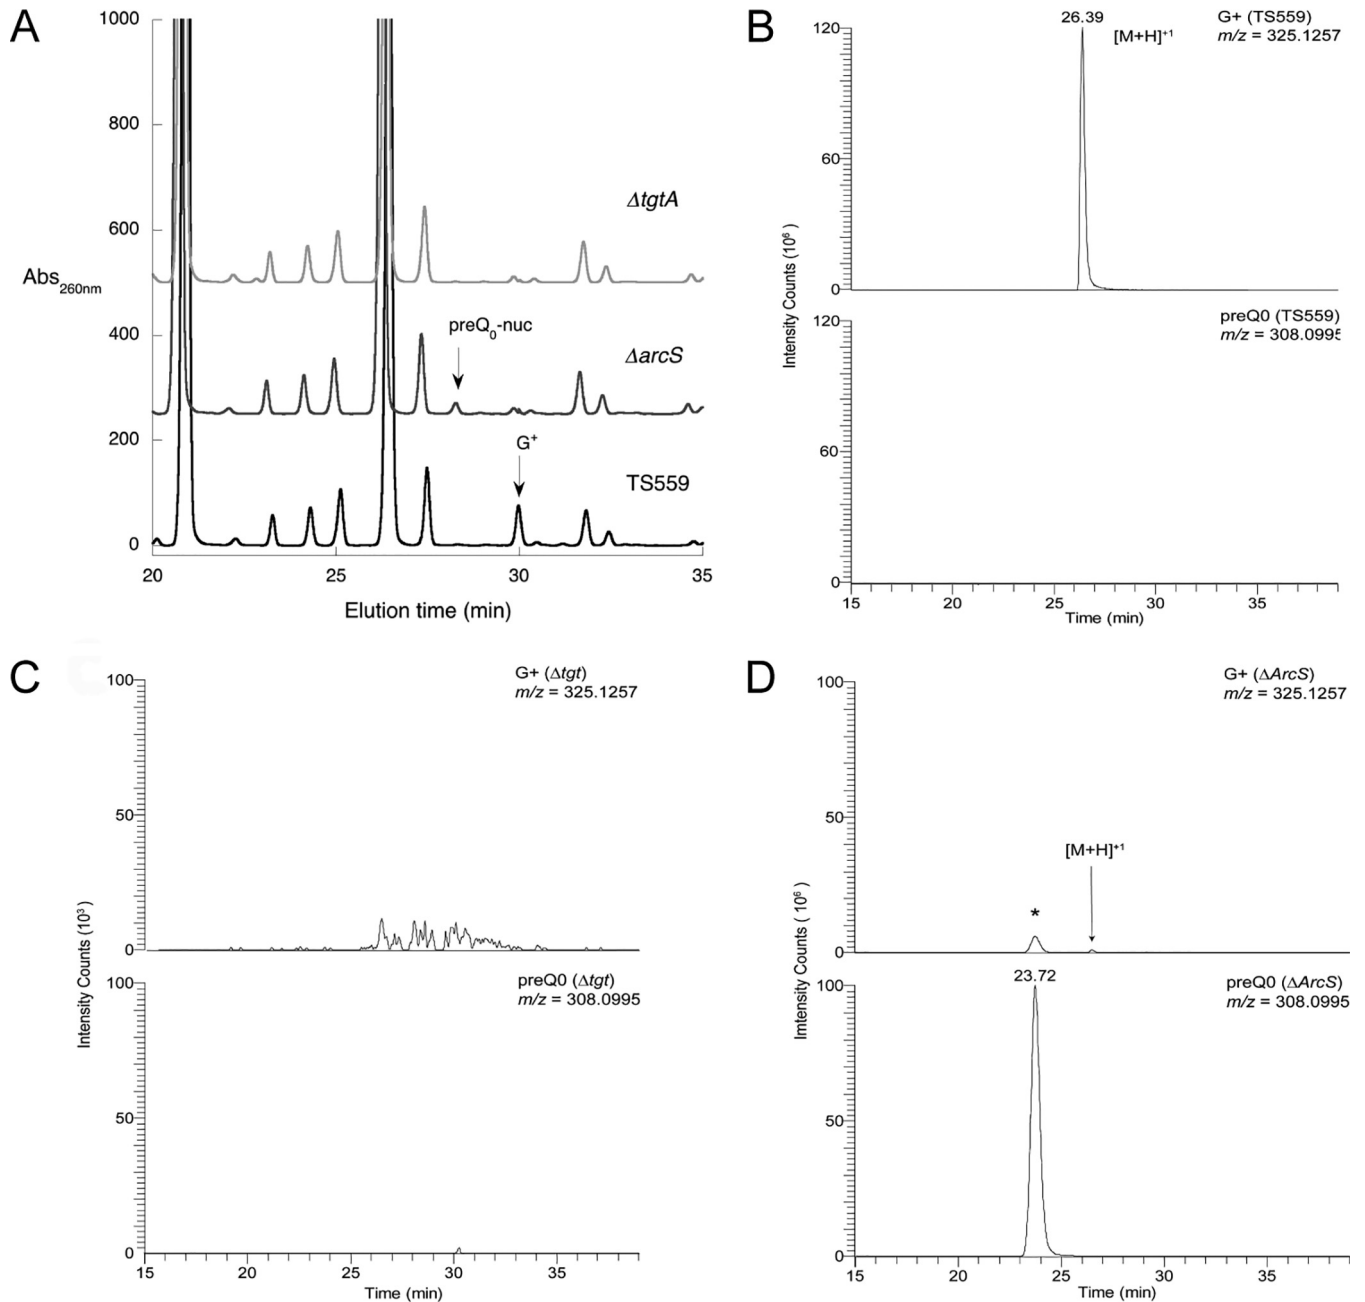 A
1000
800
600
400
200
0
Abs260nm
ΔtgtA
preQ0-nuc
ΔarcS
G+
TS559
20 25 30 35
Elution time (min)
B
26.39
[M+H]+1
G+ (TS559)
m/z = 325.1257
120
60
0
preQ0 (TS559)
m/z = 308.0995
120
60
0
Intensity Counts (10⁶)
15 20 25 30 35
Time (min)
C
G+ (Δtgt)
m/z = 325.1257
100
50
0
preQ0 (Δtgt)
m/z = 308.0995
100
50
0
Intensity Counts (10³)
15 20 25 30 35
Time (min)
D
G+ (ΔArcS)
m/z = 325.1257
100
50
0
[M+H]+1
*
23.72
preQ0 (ΔArcS)
m/z = 308.0995
100
50
0
Imtensity Counts ( 10⁶ )
15 20 25 30 35
Time (min)